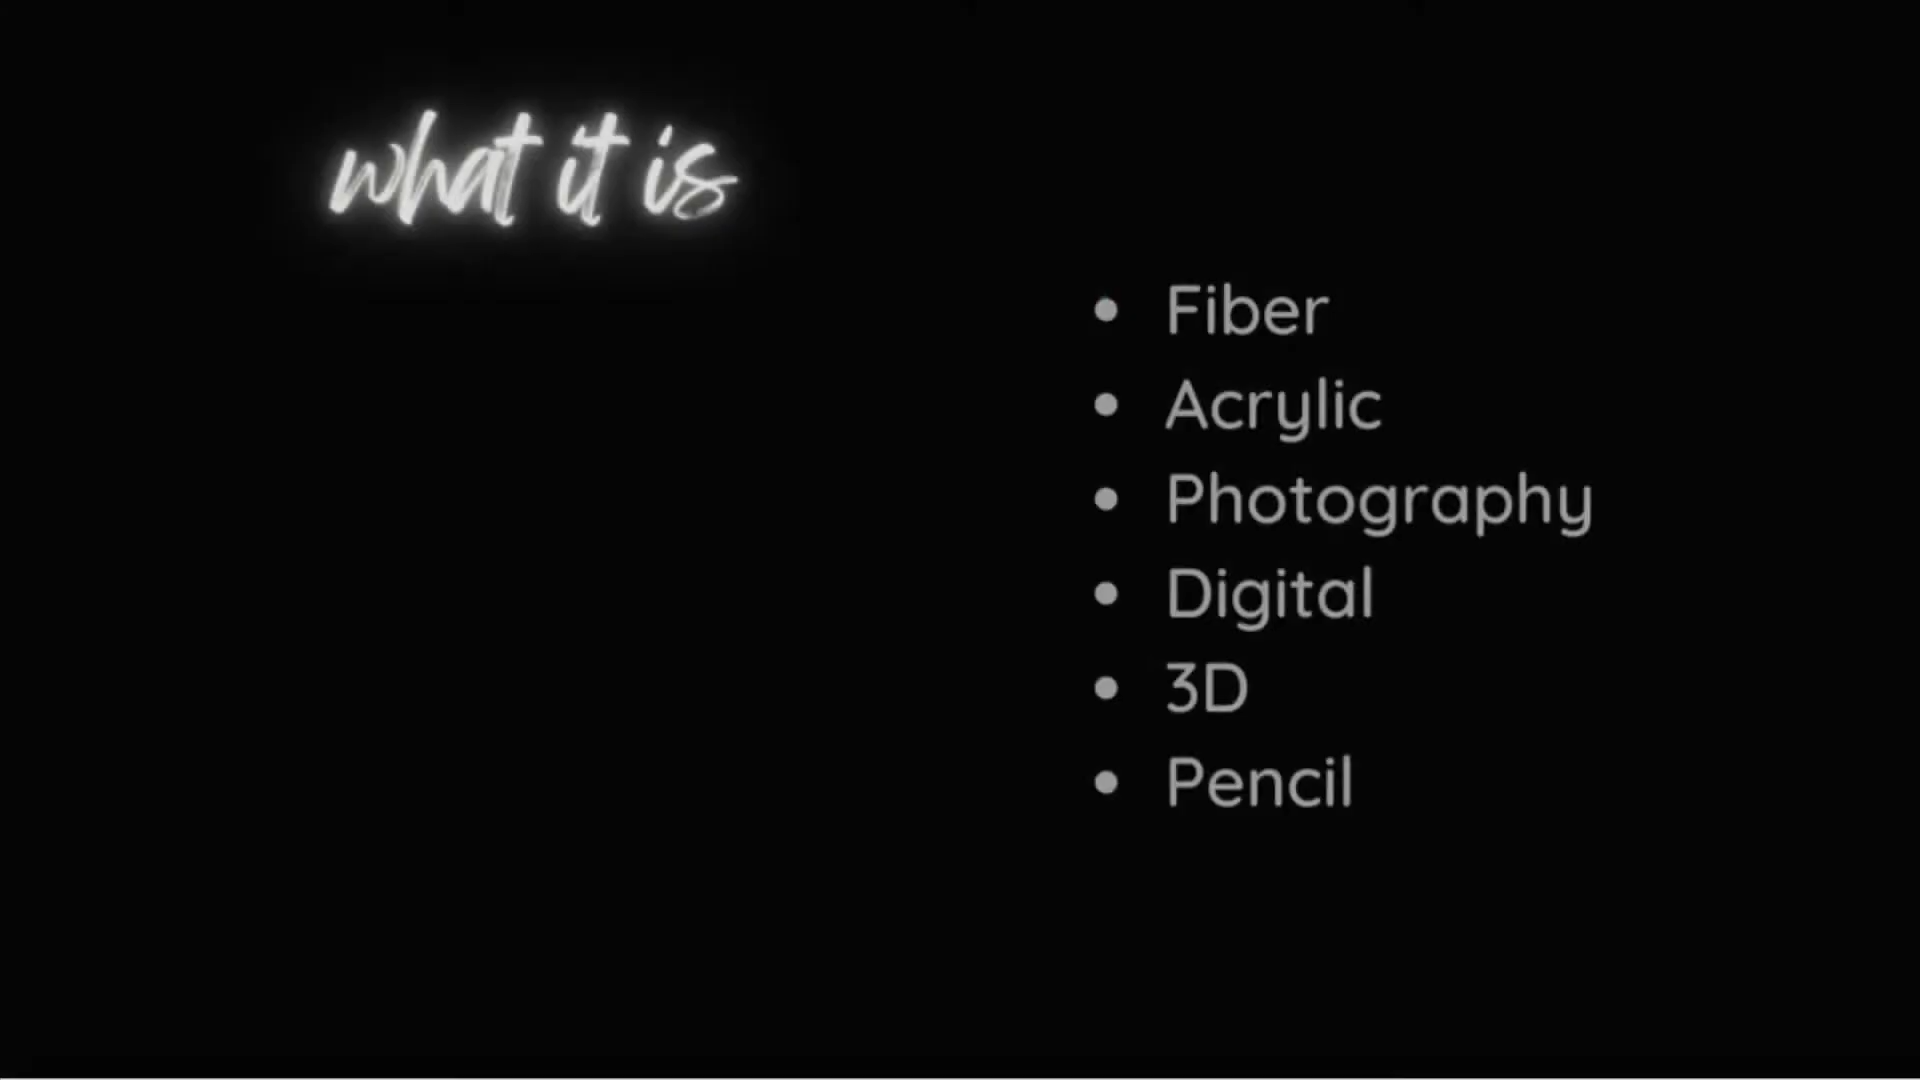 what it is
• Fiber
• Acrylic
• Photography
• Digital
• 3D
• Pencil